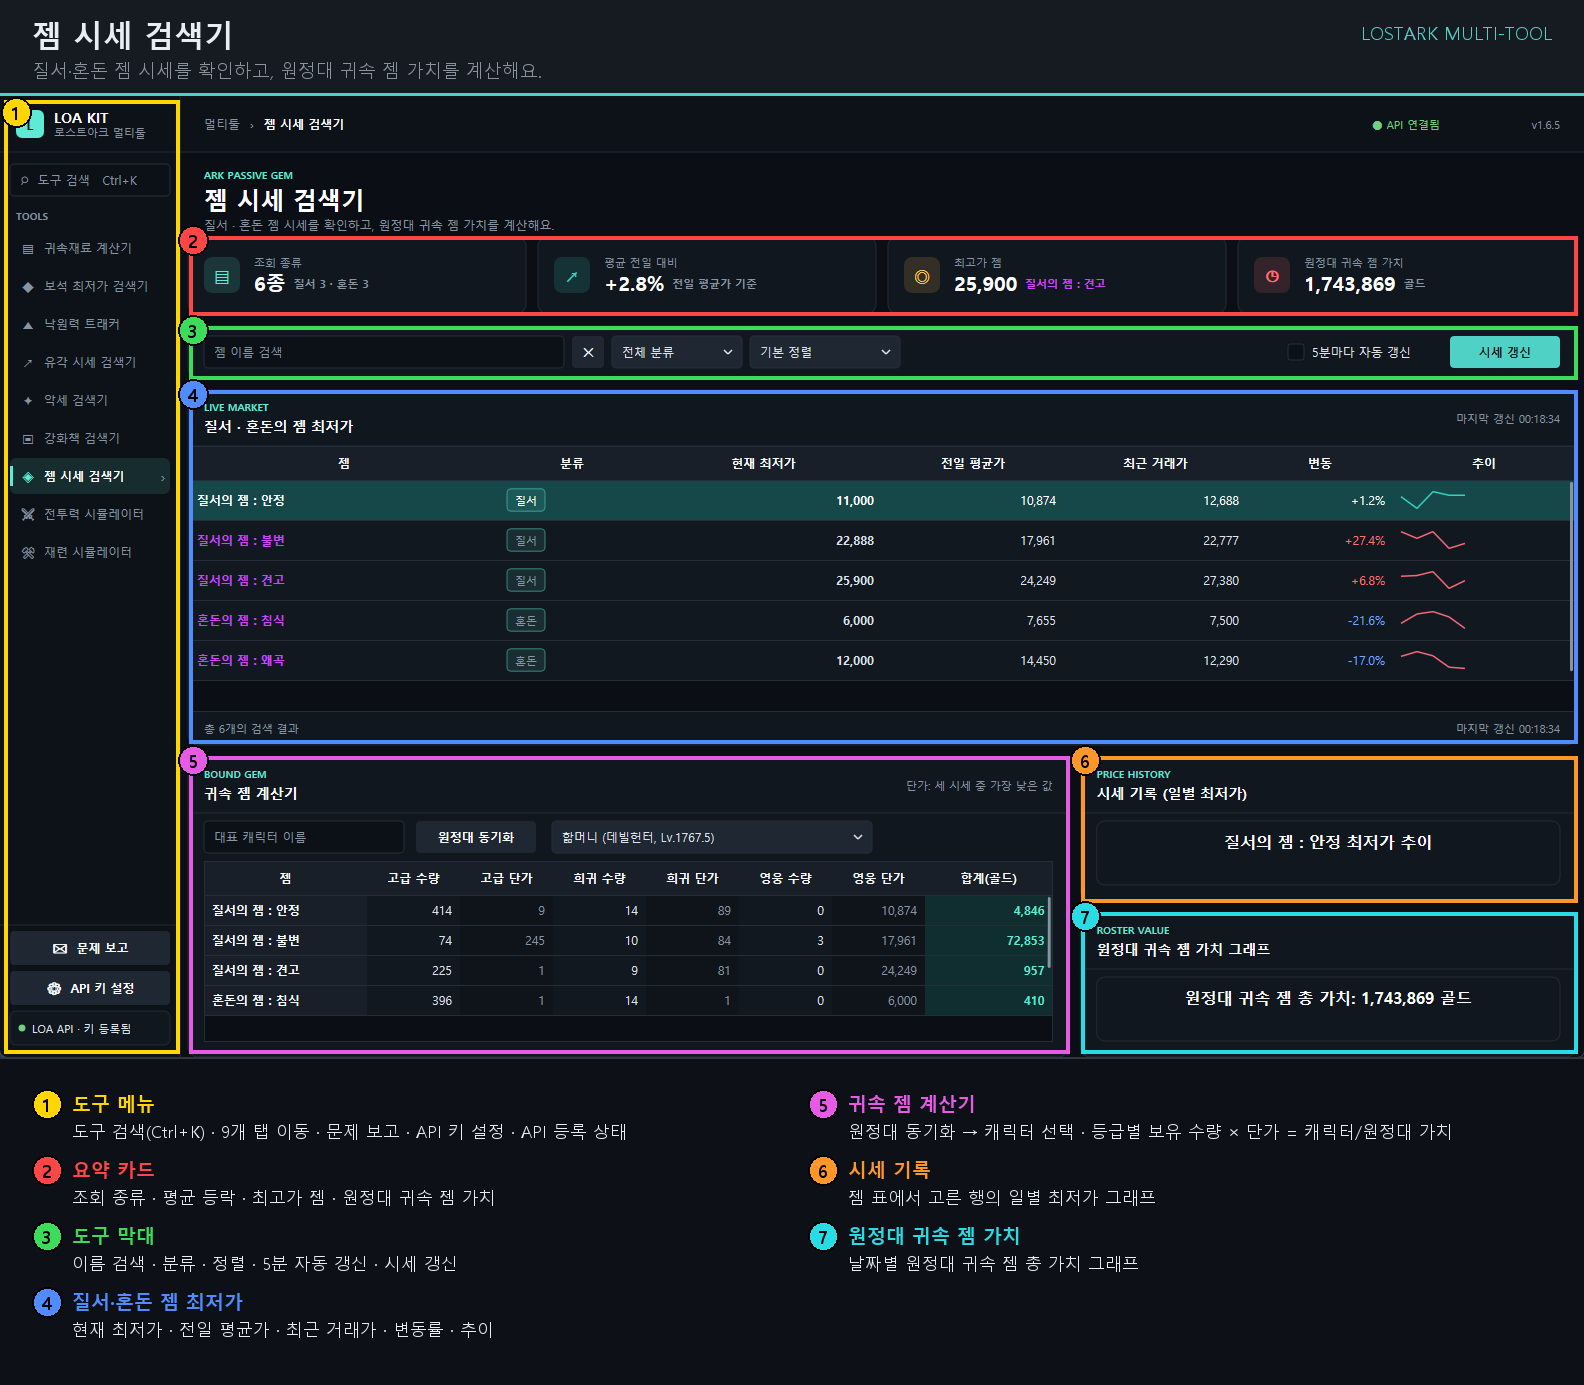 젬 시세 검색기
LOSTARK MULTI-TOOL
질서·혼돈 젬 시세를 확인하고, 원정대 귀속 젬 가치를 계산해요.
1
L
LOA KIT
로스트아크 멀티툴
도구 검색 Ctrl+K
TOOLS
귀속재료 계산기
보석 최저가 검색기
낙원력 트래커
유각 시세 검색기
악세 검색기
강화책 검색기
젬 시세 검색기 ›
전투력 시뮬레이터
재련 시뮬레이터
문제 보고
API 키 설정
LOA API · 키 등록됨
멀티툴 › 젬 시세 검색기
API 연결됨
v1.6.5
ARK PASSIVE GEM
젬 시세 검색기
질서 · 혼돈 젬 시세를 확인하고, 원정대 귀속 젬 가치를 계산해요.
2
조회 종류
6종 질서 3 · 혼돈 3
평균 전일 대비
+2.8% 전일 평균가 기준
최고가 젬
25,900 질서의 젬 : 견고
원정대 귀속 젬 가치
1,743,869 골드
3
젬 이름 검색 ✕ 전체 분류 기본 정렬 5분마다 자동 갱신 시세 갱신
4
LIVE MARKET
질서 · 혼돈의 젬 최저가
마지막 갱신 00:18:34
젬 분류 현재 최저가 전일 평균가 최근 거래가 변동 추이
질서의 젬 : 안정 질서 11,000 10,874 12,688 +1.2%
질서의 젬 : 불변 질서 22,888 17,961 22,777 +27.4%
질서의 젬 : 견고 질서 25,900 24,249 27,380 +6.8%
혼돈의 젬 : 침식 혼돈 6,000 7,655 7,500 -21.6%
혼돈의 젬 : 왜곡 혼돈 12,000 14,450 12,290 -17.0%
총 6개의 검색 결과 마지막 갱신 00:18:34
5
BOUND GEM
귀속 젬 계산기
단가: 세 시세 중 가장 낮은 값
대표 캐릭터 이름 원정대 동기화 핢머니 (데빌헌터, Lv.1767.5)
젬 고급 수량 고급 단가 희귀 수량 희귀 단가 영웅 수량 영웅 단가 합계(골드)
질서의 젬 : 안정 414 9 14 89 0 10,874 4,846
질서의 젬 : 불변 74 245 10 84 3 17,961 72,853
질서의 젬 : 견고 225 1 9 81 0 24,249 957
혼돈의 젬 : 침식 396 1 14 1 0 6,000 410
6
PRICE HISTORY
시세 기록 (일별 최저가)
질서의 젬 : 안정 최저가 추이
7
ROSTER VALUE
원정대 귀속 젬 가치 그래프
원정대 귀속 젬 총 가치: 1,743,869 골드
1 도구 메뉴
도구 검색(Ctrl+K) · 9개 탭 이동 · 문제 보고 · API 키 설정 · API 등록 상태
2 요약 카드
조회 종류 · 평균 등락 · 최고가 젬 · 원정대 귀속 젬 가치
3 도구 막대
이름 검색 · 분류 · 정렬 · 5분 자동 갱신 · 시세 갱신
4 질서·혼돈 젬 최저가
현재 최저가 · 전일 평균가 · 최근 거래가 · 변동률 · 추이
5 귀속 젬 계산기
원정대 동기화 → 캐릭터 선택 · 등급별 보유 수량 × 단가 = 캐릭터/원정대 가치
6 시세 기록
젬 표에서 고른 행의 일별 최저가 그래프
7 원정대 귀속 젬 가치
날짜별 원정대 귀속 젬 총 가치 그래프